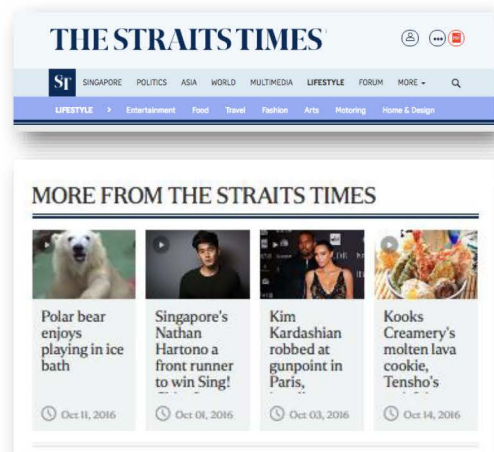 THE STRAITS TIMES
ST SINGAPORE POLITICS ASIA WORLD MULTIMEDIA LIFESTYLE FORUM MORE
LIFESTYLE > Entertainment Food Travel Fashion Arts Motoring Home & Design
MORE FROM THE STRAITS TIMES
Polar bear
enjoys
playing in ice
bath
Oct 11, 2016
Singapore's
Nathan
Hartono a
front runner
to win Sing!
Oct 01, 2016
Kim
Kardashian
robbed at
gunpoint in
Paris,
Oct 03, 2016
Kooks
Creamery's
molten lava
cookie,
Tensho's
Oct 14, 2016